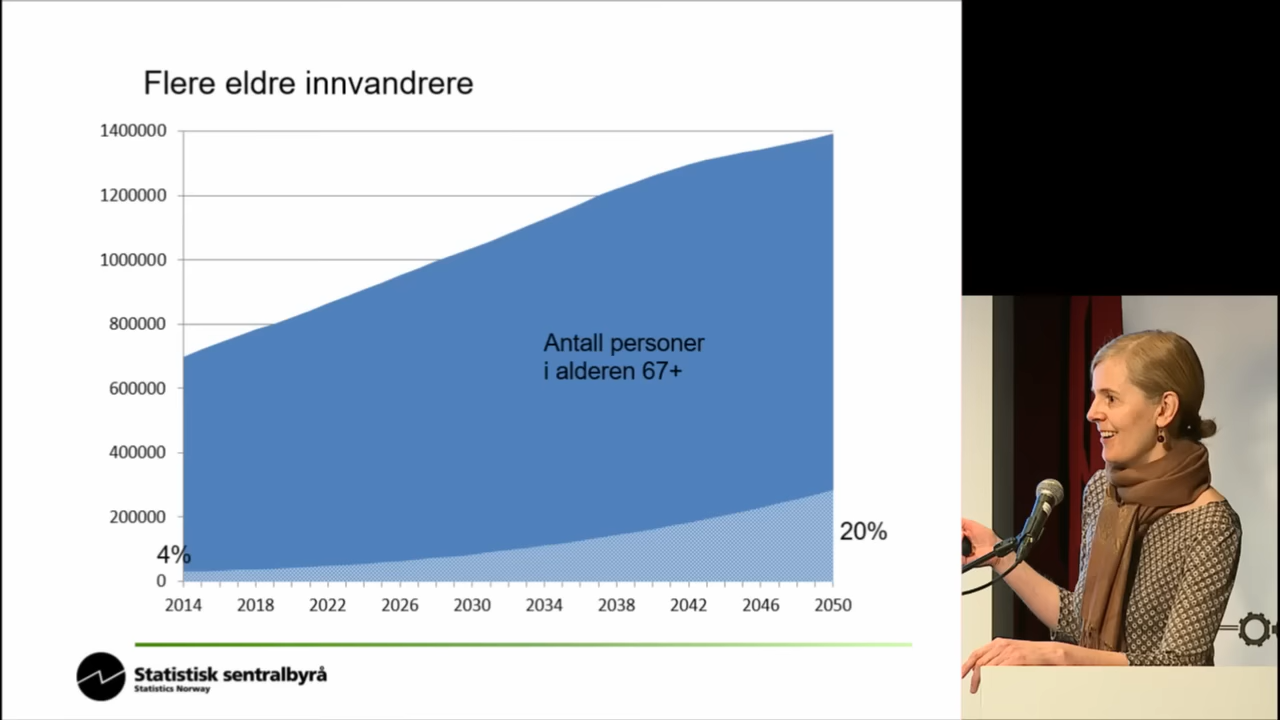 Flere eldre innvandrere
1400000
1200000
1000000
800000
600000
400000
200000
0
Antall personer
i alderen 67+
4%
20%
2014 2018 2022 2026 2030 2034 2038 2042 2046 2050
Statistisk sentralbyrå
Statistics Norway